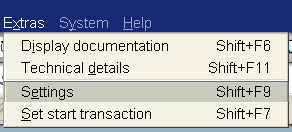 Extras System Help
Display documentation Shift+F6
Technical details Shift+F11
Settings Shift+F9
Set start transaction Shift+F7